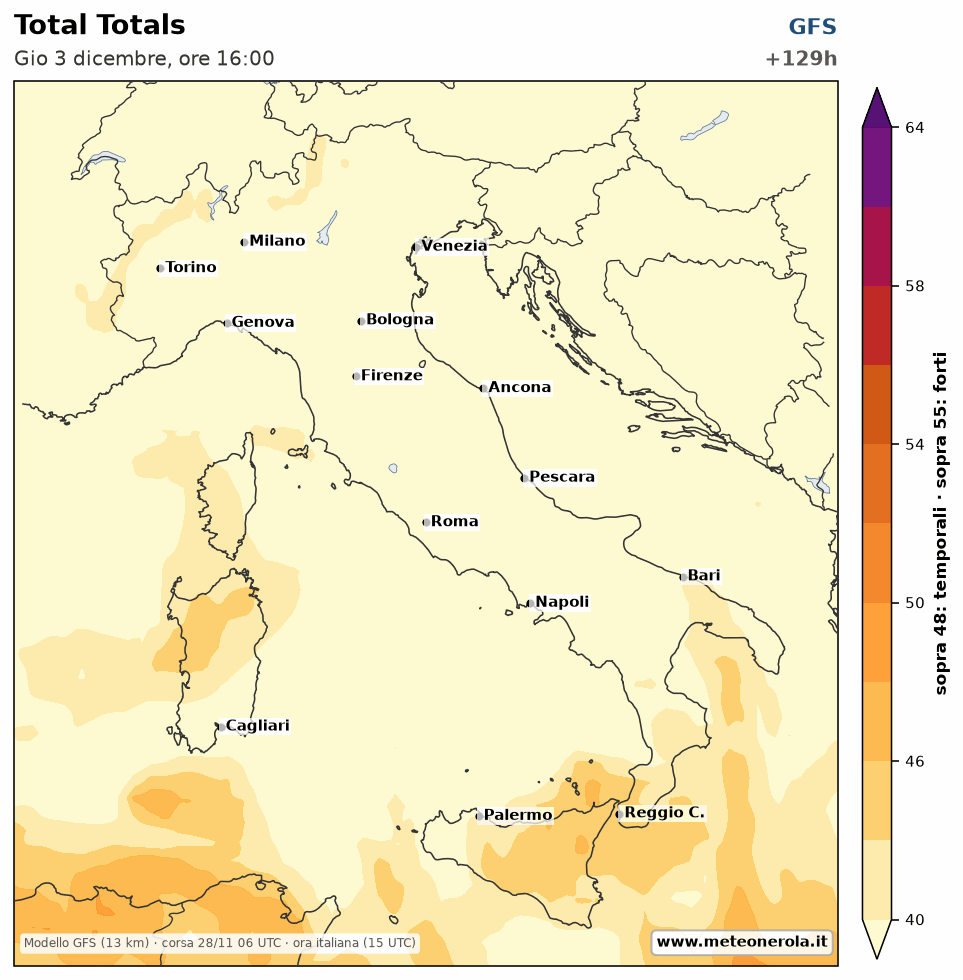 Total Totals
GFS
Gio 3 dicembre, ore 16:00
+129h
64
58
54
50
46
40
sopra 48: temporali · sopra 55: forti
Milano
Venezia
Torino
Genova
Bologna
Firenze
Ancona
Pescara
Roma
Bari
Napoli
Cagliari
Palermo
Reggio C.
Modello GFS (13 km) · corsa 28/11 06 UTC · ora italiana (15 UTC)
www.meteonerola.it